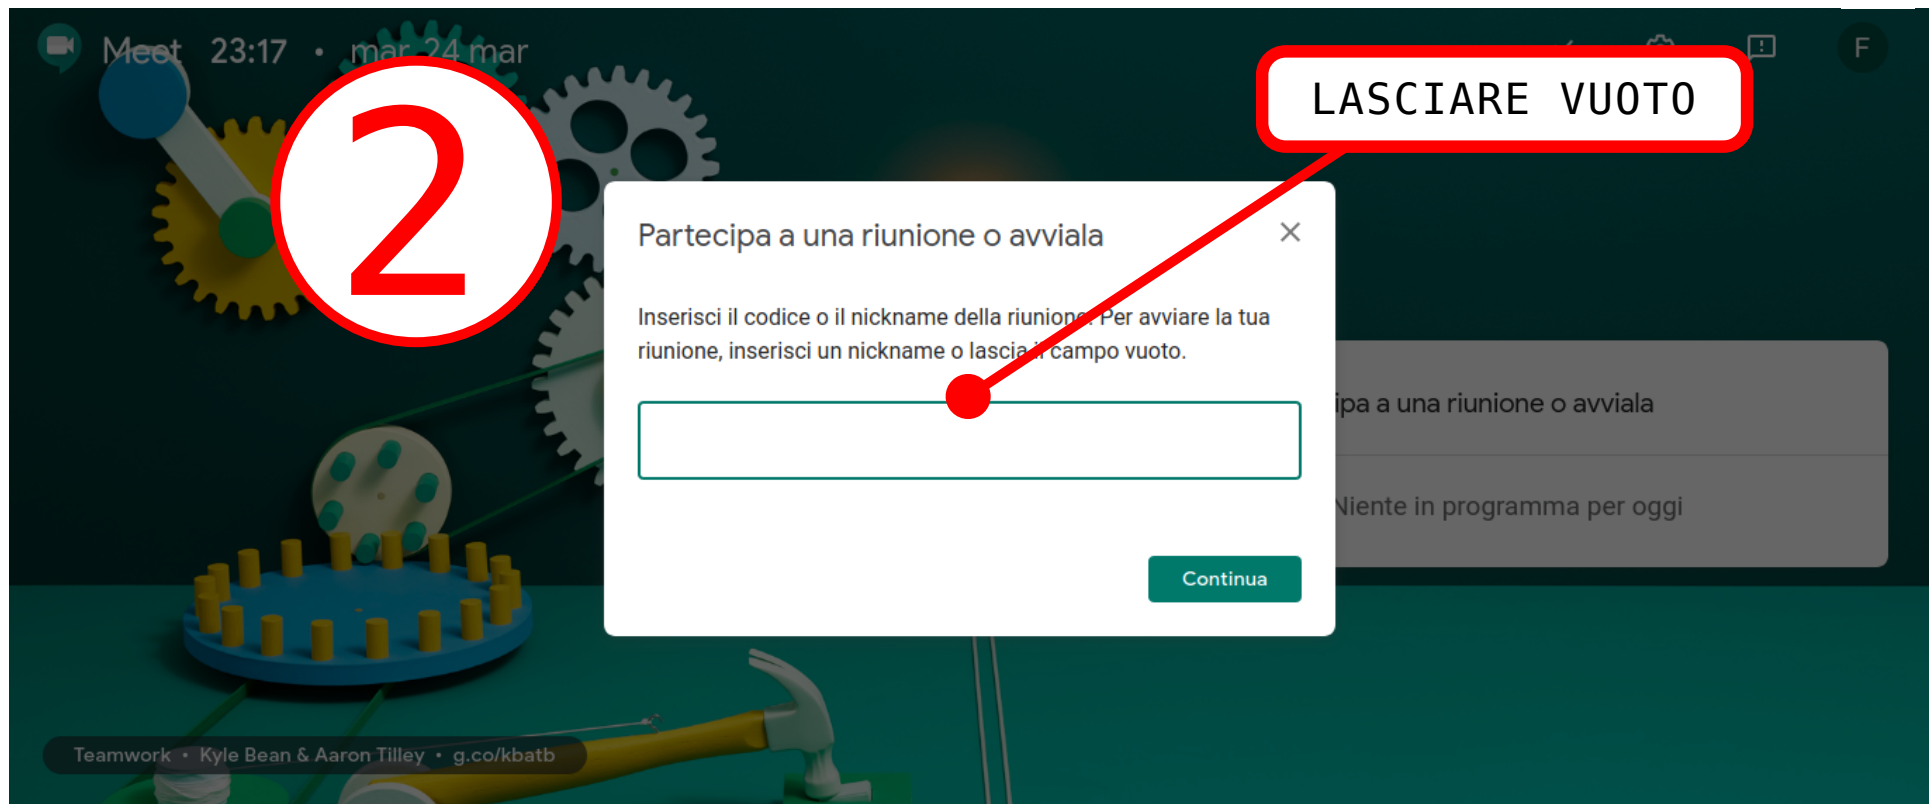 Meet 23:17 • mar 24 mar
F
2
LASCIARE VUOTO
Partecipa a una riunione o avviala
Inserisci il codice o il nickname della riunione. Per avviare la tua
riunione, inserisci un nickname o lascia il campo vuoto.
Continua
ipa a una riunione o avviala
Niente in programma per oggi
Teamwork • Kyle Bean & Aaron Tilley • g.co/kbatb